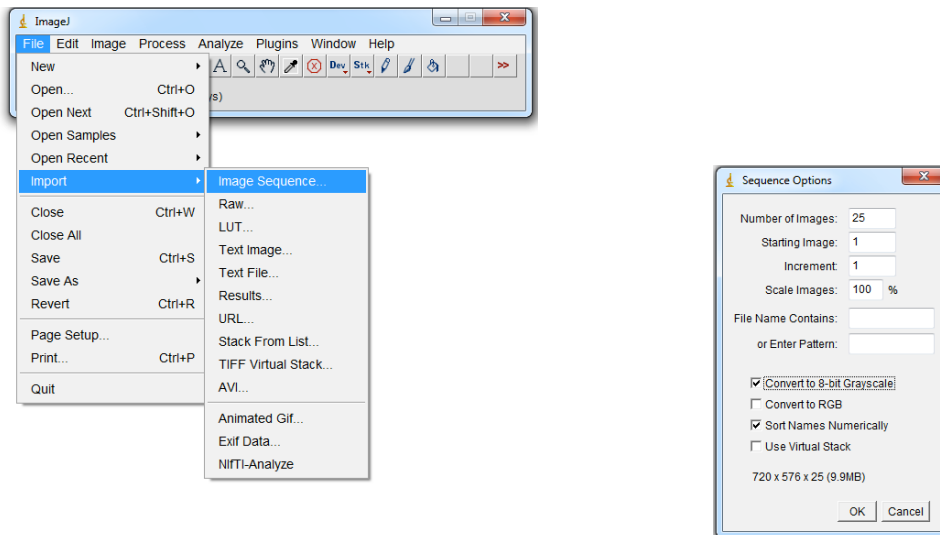 ImageJ
File Edit Image Process Analyze Plugins Window Help
A Dev Stk >>
New
Open... Ctrl+O
Open Next Ctrl+Shift+O
Open Samples
Open Recent
Import
Close Ctrl+W
Close All
Save Ctrl+S
Save As
Revert Ctrl+R
Page Setup...
Print... Ctrl+P
Quit
Image Sequence...
Raw...
LUT...
Text Image...
Text File...
Results...
URL...
Stack From List...
TIFF Virtual Stack...
AVI...
Animated Gif...
Exif Data...
NIfTI-Analyze
Sequence Options
Number of Images: 25
Starting Image: 1
Increment: 1
Scale Images: 100 %
File Name Contains:
or Enter Pattern:
Convert to 8-bit Grayscale
Convert to RGB
Sort Names Numerically
Use Virtual Stack
720 x 576 x 25 (9.9MB)
OK Cancel